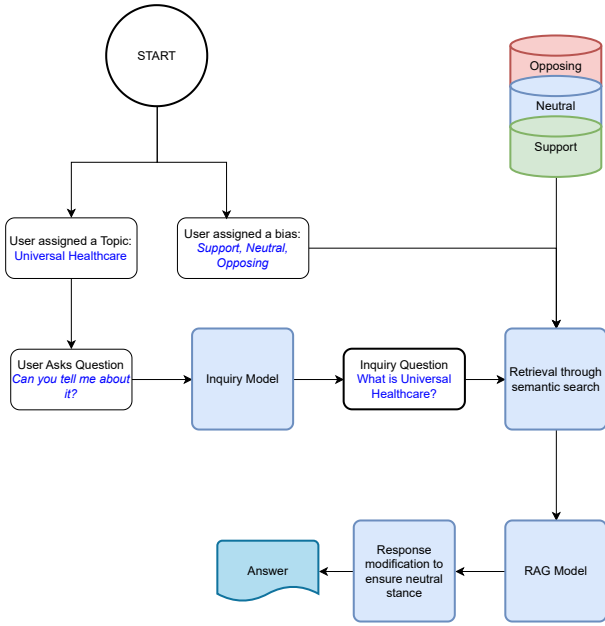 START
Opposing
Neutral
Support
User assigned a Topic:
Universal Healthcare
User assigned a bias:
Support, Neutral,
Opposing
User Asks Question
Can you tell me about
it?
Inquiry Model
Inquiry Question
What is Universal
Healthcare?
Retrieval through
semantic search
Answer
Response
modification to
ensure neutral
stance
RAG Model